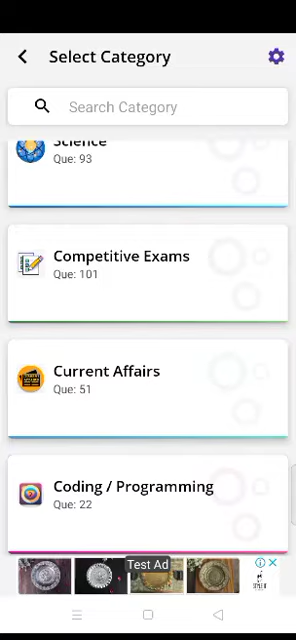 Select Category
Search Category
Science
Que: 93
Competitive Exams
Que: 101
Current Affairs
Que: 51
Coding / Programming
Que: 22
Test Ad